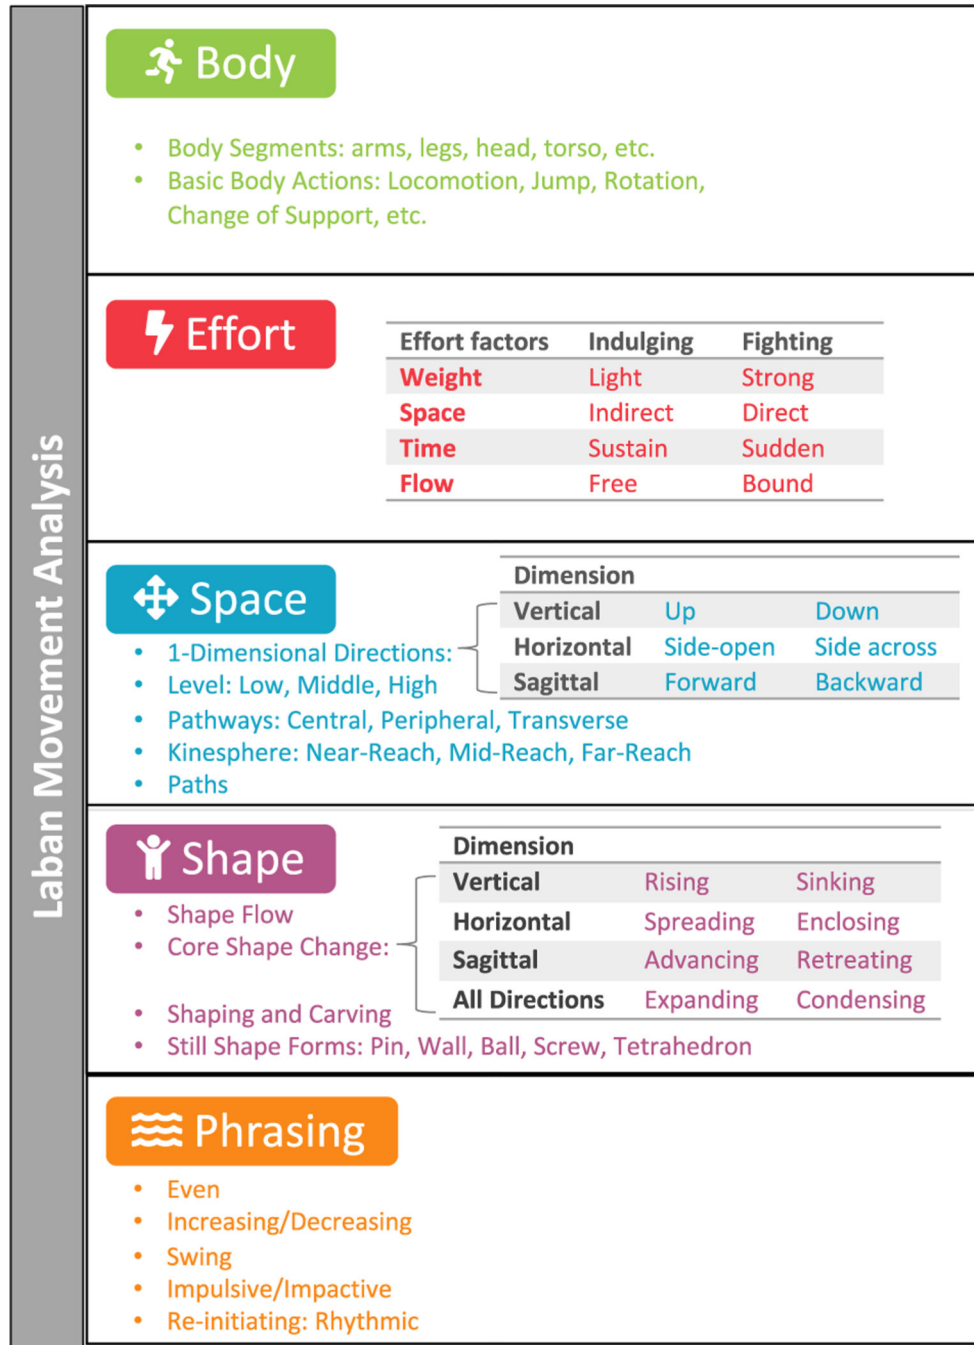 Laban Movement Analysis
Body
• Body Segments: arms, legs, head, torso, etc.
• Basic Body Actions: Locomotion, Jump, Rotation,
Change of Support, etc.
Effort
Effort factors Indulging Fighting
Weight Light Strong
Space Indirect Direct
Time Sustain Sudden
Flow Free Bound
Space
• 1-Dimensional Directions:
Dimension
Vertical Up Down
Horizontal Side-open Side across
Sagittal Forward Backward
• Level: Low, Middle, High
• Pathways: Central, Peripheral, Transverse
• Kinesphere: Near-Reach, Mid-Reach, Far-Reach
• Paths
Shape
• Shape Flow
• Core Shape Change:
Dimension
Vertical Rising Sinking
Horizontal Spreading Enclosing
Sagittal Advancing Retreating
All Directions Expanding Condensing
• Shaping and Carving
• Still Shape Forms: Pin, Wall, Ball, Screw, Tetrahedron
Phrasing
• Even
• Increasing/Decreasing
• Swing
• Impulsive/Impactive
• Re-initiating: Rhythmic